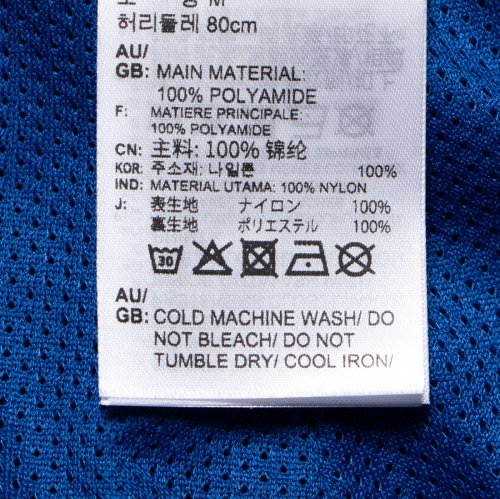 허리둘레 80cm
AU/
GB: MAIN MATERIAL:
100% POLYAMIDE
F: MATIERE PRINCIPALE:
100% POLYAMIDE
CN: 主料: 100% 锦纶
KOR: 주소재: 나일론 100%
IND: MATERIAL UTAMA: 100% NYLON
J: 表生地 ナイロン 100%
裏生地 ポリエステル 100%
30
AU/
GB: COLD MACHINE WASH/ DO
NOT BLEACH/ DO NOT
TUMBLE DRY/ COOL IRON/